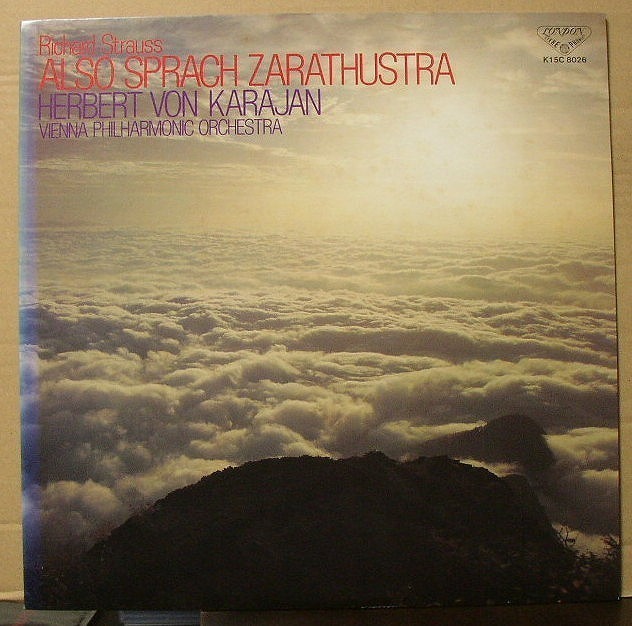 Richard Strauss
ALSO SPRACH ZARATHUSTRA
HERBERT VON KARAJAN
VIENNA PHILHARMONIC ORCHESTRA
LONDON
K15C 8026